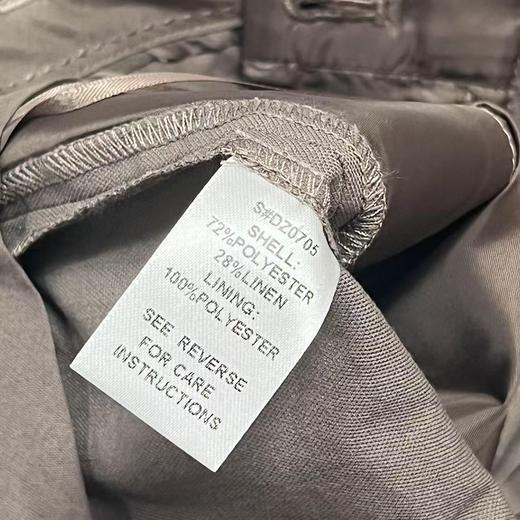 S#DZ0705
SHELL:
72%POLYESTER
28%LINEN
LINING:
100%POLYESTER
SEE REVERSE
FOR CARE
INSTRUCTIONS